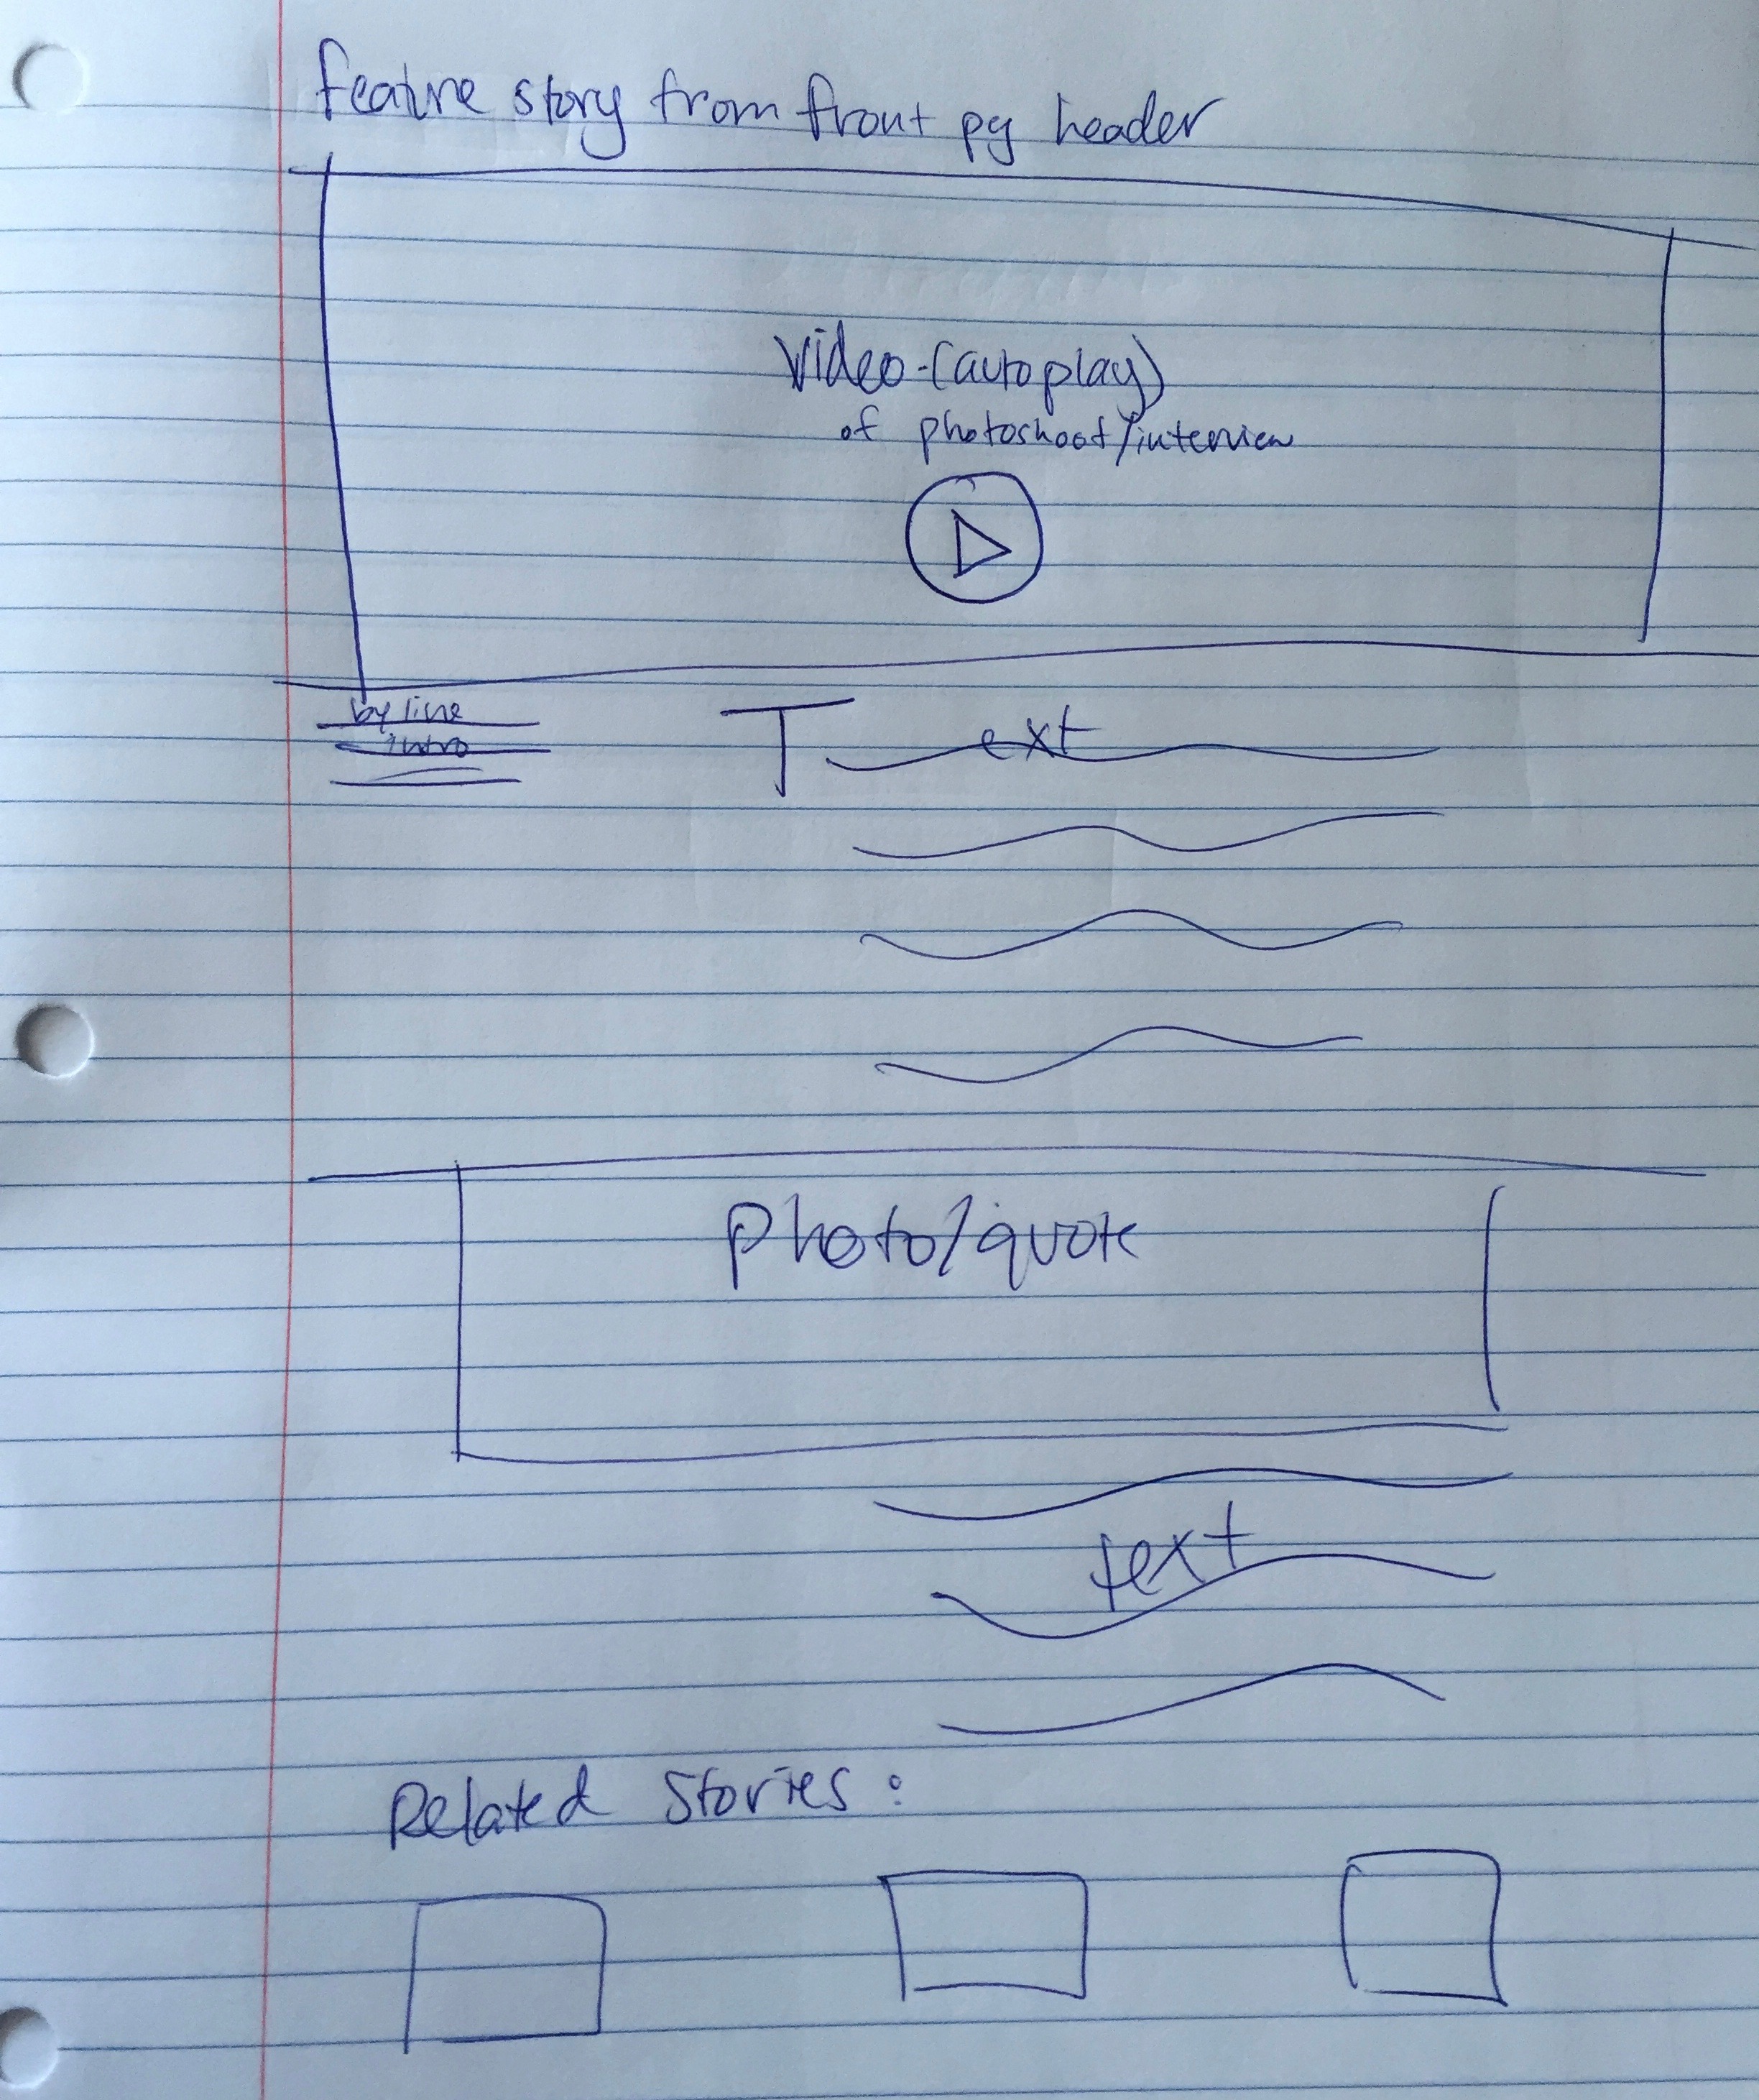 feature story from front pg header
Video-(autoplay)
of photoshoot/interview
by line
intro
Text
Photo/quote
text
Related Stories: